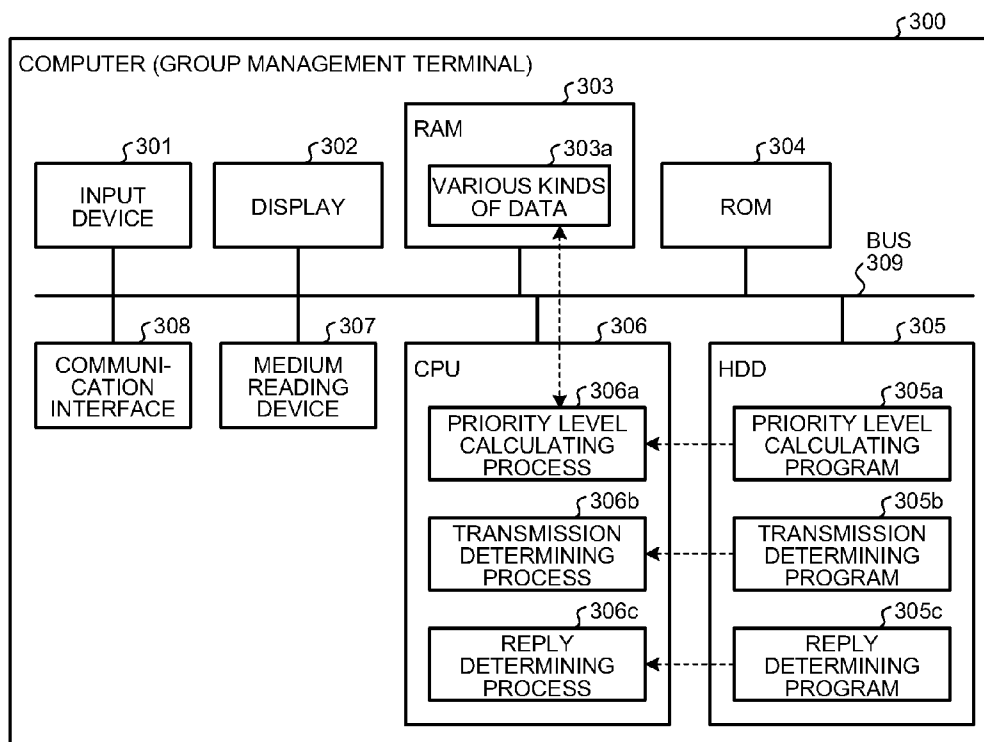 300
COMPUTER (GROUP MANAGEMENT TERMINAL)
303
RAM
301
INPUT
DEVICE
302
DISPLAY
303a
VARIOUS KINDS
OF DATA
304
ROM
BUS
309
308
COMMUNI-
CATION
INTERFACE
307
MEDIUM
READING
DEVICE
306
CPU
305
HDD
306a
PRIORITY LEVEL
CALCULATING
PROCESS
305a
PRIORITY LEVEL
CALCULATING
PROGRAM
306b
TRANSMISSION
DETERMINING
PROCESS
305b
TRANSMISSION
DETERMINING
PROGRAM
306c
REPLY
DETERMINING
PROCESS
305c
REPLY
DETERMINING
PROGRAM